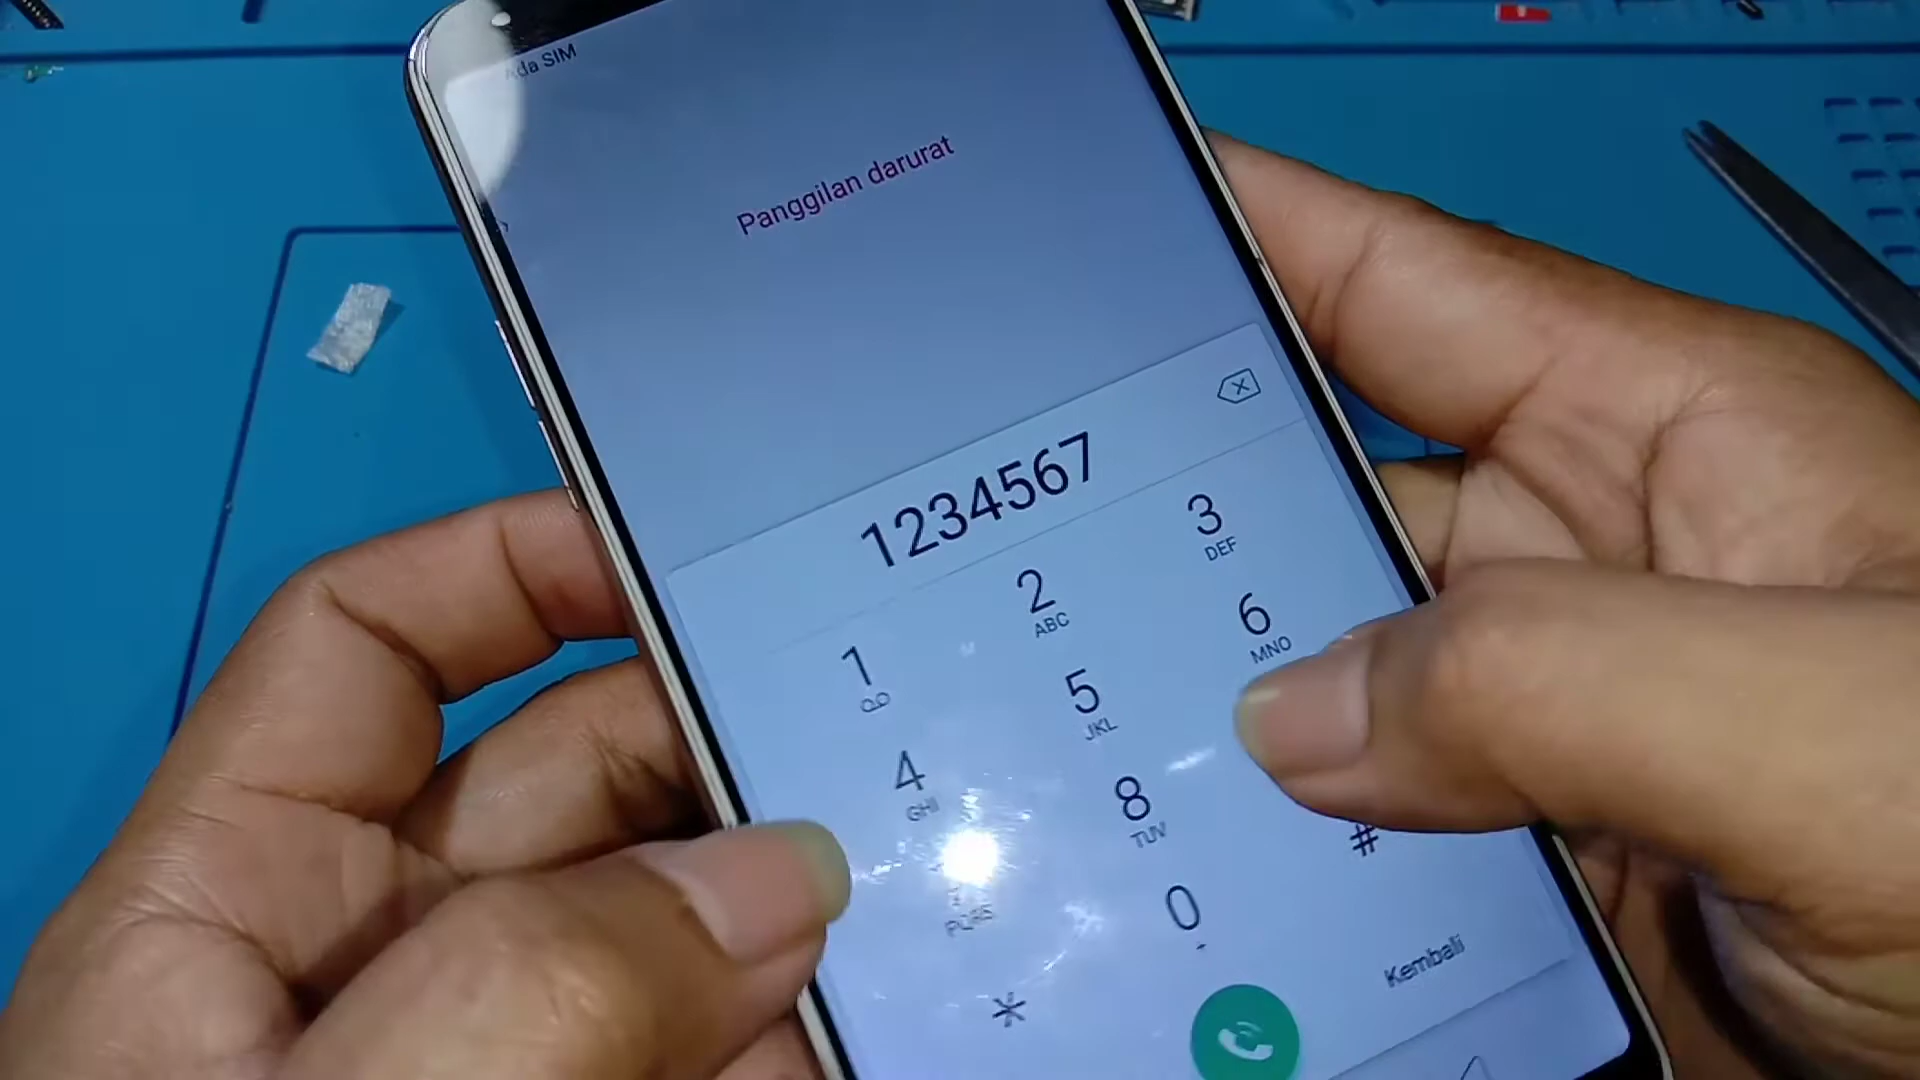 Ada SIM
Panggilan darurat
1234567
1
2 ABC
3 DEF
4 GHI
5 JKL
6 MNO
PQRS
8 TUV
*
0 +
#
Kembali